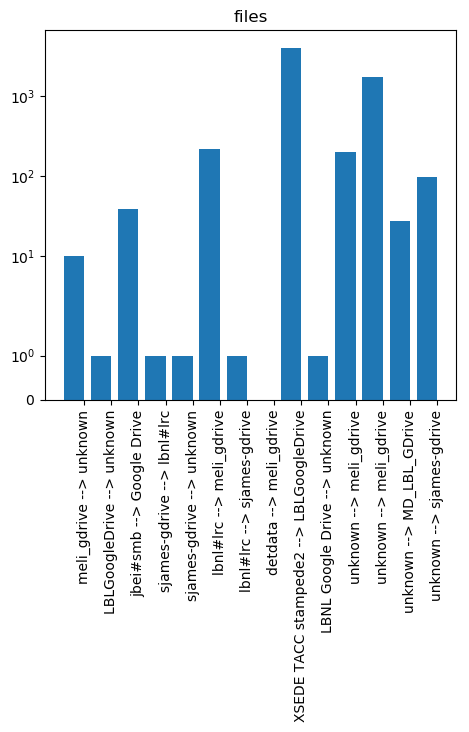 files
10³
10²
10¹
10⁰
0
meli_gdrive --> unknown
LBLGoogleDrive --> unknown
jbei#smb --> Google Drive
sjames-gdrive --> lbnl#lrc
sjames-gdrive --> unknown
lbnl#lrc --> meli_gdrive
lbnl#lrc --> sjames-gdrive
detdata --> meli_gdrive
XSEDE TACC stampede2 --> LBLGoogleDrive
LBNL Google Drive --> unknown
unknown --> meli_gdrive
unknown --> meli_gdrive
unknown --> MD_LBL_GDrive
unknown --> sjames-gdrive